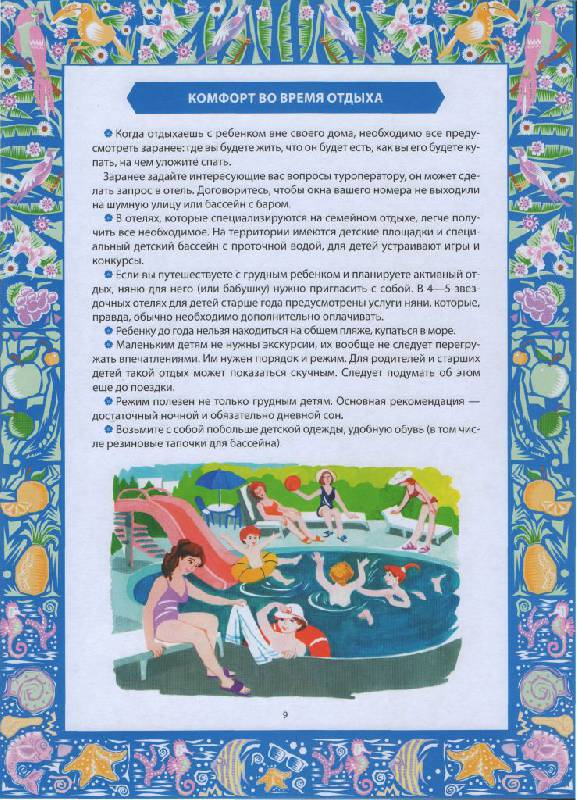 КОМФОРТ ВО ВРЕМЯ ОТДЫХА
Когда отдыхаешь с ребенком вне своего дома, необходимо все преду-
смотреть заранее: где вы будете жить, что он будет есть, как вы его будете ку-
пать, на чем уложите спать.
Заранее задайте интересующие вас вопросы туроператору, он может сде-
лать запрос в отель. Договоритесь, чтобы окна вашего номера не выходили
на шумную улицу или бассейн с баром.
В отелях, которые специализируются на семейном отдыхе, легче полу-
чить все необходимое. На территории имеются детские площадки и специ-
альный детский бассейн с проточной водой, для детей устраивают игры и
конкурсы.
Если вы путешествуете с грудным ребенком и планируете активный от-
дых, няню для него (или бабушку) нужно пригласить с собой. В 4—5 звез-
дочных отелях для детей старше года предусмотрены услуги няни, которые,
правда, обычно необходимо дополнительно оплачивать.
Ребенку до года нельзя находиться на общем пляже, купаться в море.
Маленьким детям не нужны экскурсии, их вообще не следует перегру-
жать впечатлениями. Им нужен порядок и режим. Для родителей и старших
детей такой отдых может показаться скучным. Следует подумать об этом
еще до поездки.
Режим полезен не только грудным детям. Основная рекомендация —
достаточный ночной и обязательно дневной сон.
Возьмите с собой побольше детской одежды, удобную обувь (в том чис-
ле резиновые тапочки для бассейна)
9